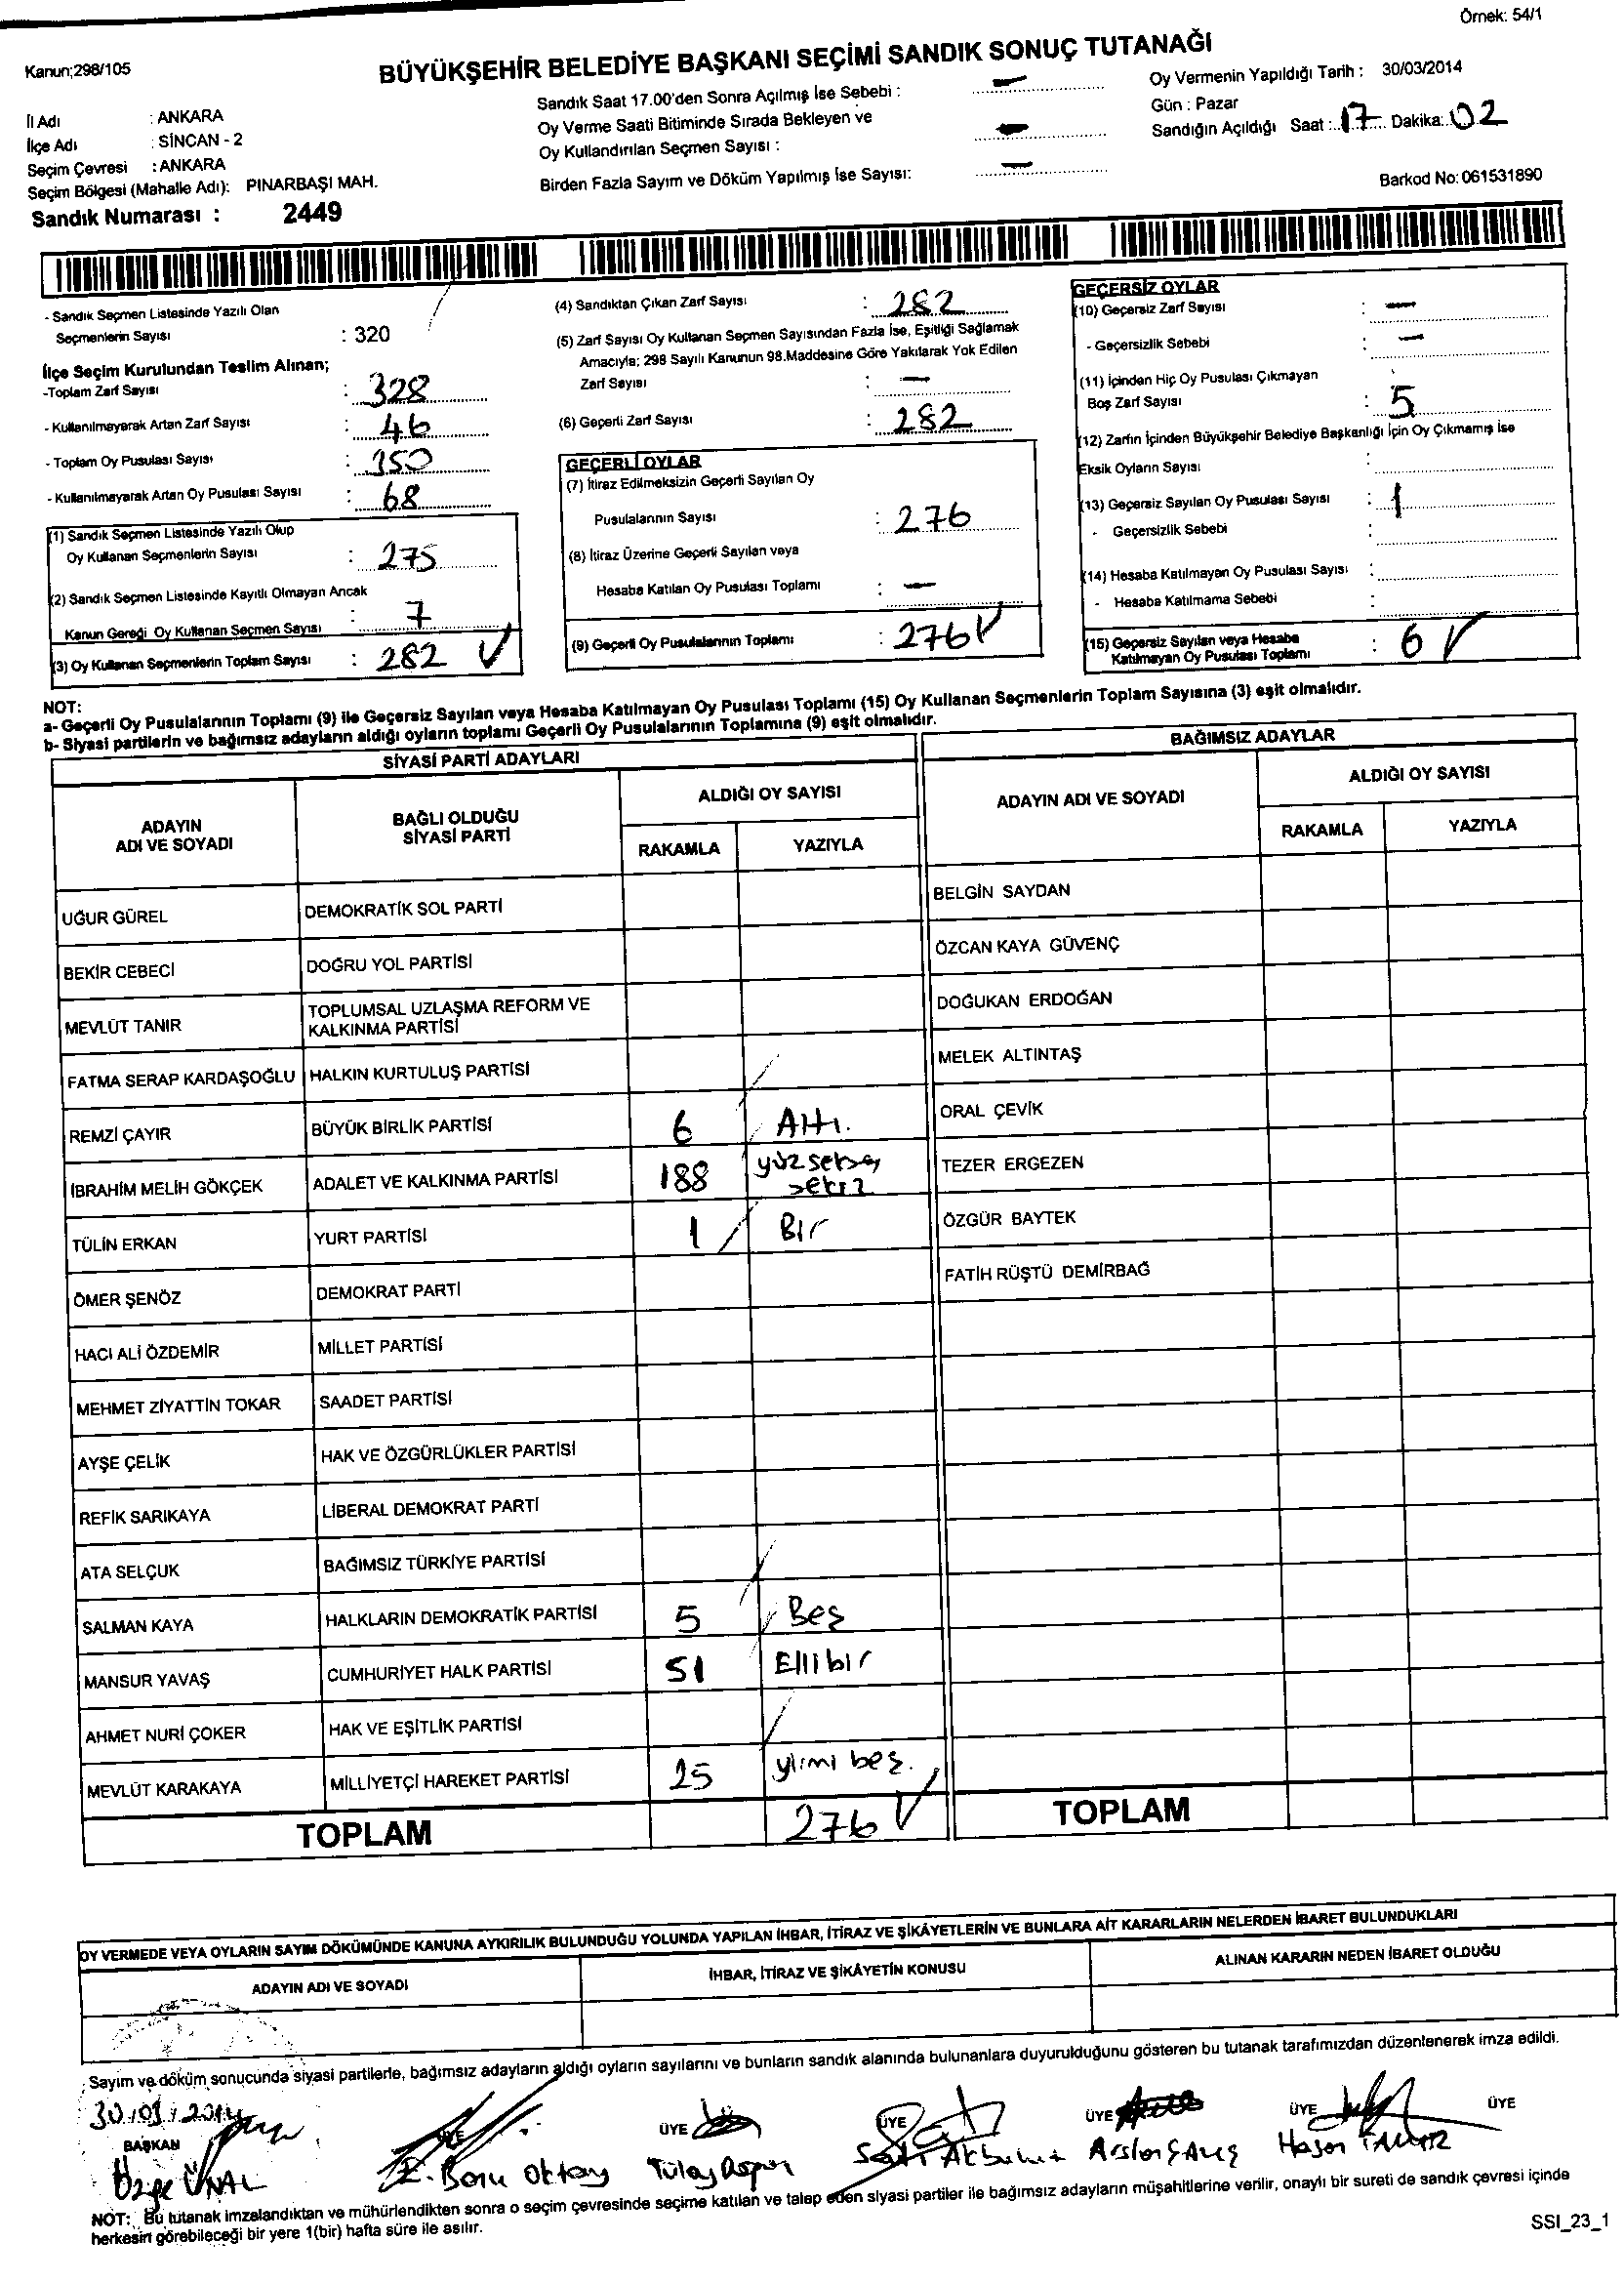 Örnek: 54/1
Kanun;298/105
BÜYÜKŞEHİR BELEDİYE BAŞKANI SEÇİMİ SANDIK SONUÇ TUTANAĞI
İl Adı : ANKARA
İlçe Adı : SİNCAN - 2
Seçim Çevresi : ANKARA
Seçim Bölgesi (Mahalle Adı): PINARBAŞI MAH.
Sandık Numarası : 2449
Sandık Saat 17.00'den Sonra Açılmış İse Sebebi : —
Oy Verme Saati Bitiminde Sırada Bekleyen ve
Oy Kullandırılan Seçmen Sayısı : —
Birden Fazla Sayım ve Döküm Yapılmış İse Sayısı: —
Oy Vermenin Yapıldığı Tarih : 30/03/2014
Gün : Pazar
Sandığın Açıldığı Saat : 17 Dakika: 02
Barkod No: 061531890
- Sandık Seçmen Listesinde Yazılı Olan
Seçmenlerin Sayısı : 320
İlçe Seçim Kurulundan Teslim Alınan;
-Toplam Zarf Sayısı : 328
- Kullanılmayarak Artan Zarf Sayısı : 46
- Toplam Oy Pusulası Sayısı : 350
- Kullanılmayarak Artan Oy Pusulası Sayısı : 68
(1) Sandık Seçmen Listesinde Yazılı Olup
Oy Kullanan Seçmenlerin Sayısı : 275
(2) Sandık Seçmen Listesinde Kayıtlı Olmayan Ancak
Kanun Gereği Oy Kullanan Seçmen Sayısı : 7
(3) Oy Kullanan Seçmenlerin Toplam Sayısı : 282
(4) Sandıktan Çıkan Zarf Sayısı : 282
(5) Zarf Sayısı Oy Kullanan Seçmen Sayısından Fazla İse, Eşitliği Sağlamak
Amacıyla; 298 Sayılı Kanunun 98.Maddesine Göre Yakılarak Yok Edilen
Zarf Sayısı : —
(6) Geçerli Zarf Sayısı : 282
GEÇERLİ OYLAR
(7) İtiraz Edilmeksizin Geçerli Sayılan Oy
Pusulalarının Sayısı : 276
(8) İtiraz Üzerine Geçerli Sayılan veya
Hesaba Katılan Oy Pusulası Toplamı : —
(9) Geçerli Oy Pusulalarının Toplamı : 276
GEÇERSİZ OYLAR
(10) Geçersiz Zarf Sayısı : —
- Geçersizlik Sebebi : —
(11) İçinden Hiç Oy Pusulası Çıkmayan
Boş Zarf Sayısı : 5
(12) Zarfın İçinden Büyükşehir Belediye Başkanlığı İçin Oy Çıkmamış İse
Eksik Oyların Sayısı :
(13) Geçersiz Sayılan Oy Pusulası Sayısı : 1
- Geçersizlik Sebebi :
(14) Hesaba Katılmayan Oy Pusulası Sayısı :
- Hesaba Katılmama Sebebi :
(15) Geçersiz Sayılan veya Hesaba
Katılmayan Oy Pusulası Toplamı : 6
NOT:
a- Geçerli Oy Pusulalarının Toplamı (9) ile Geçersiz Sayılan veya Hesaba Katılmayan Oy Pusulası Toplamı (15) Oy Kullanan Seçmenlerin Toplam Sayısına (3) eşit olmalıdır.
b- Siyasi partilerin ve bağımsız adayların aldığı oyların toplamı Geçerli Oy Pusulalarının Toplamına (9) eşit olmalıdır.
SİYASİ PARTİ ADAYLARI
ADAYIN ADI VE SOYADI BAĞLI OLDUĞU SİYASİ PARTİ ALDIĞI OY SAYISI
RAKAMLA YAZIYLA
UĞUR GÜREL DEMOKRATİK SOL PARTİ
BEKİR CEBECİ DOĞRU YOL PARTİSİ
MEVLÜT TANIR TOPLUMSAL UZLAŞMA REFORM VE KALKINMA PARTİSİ
FATMA SERAP KARDAŞOĞLU HALKIN KURTULUŞ PARTİSİ
REMZİ ÇAYIR BÜYÜK BİRLİK PARTİSİ 6 Altı.
İBRAHİM MELİH GÖKÇEK ADALET VE KALKINMA PARTİSİ 188 yüzseksen sekiz
TÜLİN ERKAN YURT PARTİSİ 1 Bir
ÖMER ŞENÖZ DEMOKRAT PARTİ
HACI ALİ ÖZDEMİR MİLLET PARTİSİ
MEHMET ZİYATTİN TOKAR SAADET PARTİSİ
AYŞE ÇELİK HAK VE ÖZGÜRLÜKLER PARTİSİ
REFİK SARIKAYA LİBERAL DEMOKRAT PARTİ
ATA SELÇUK BAĞIMSIZ TÜRKİYE PARTİSİ
SALMAN KAYA HALKLARIN DEMOKRATİK PARTİSİ 5 Beş
MANSUR YAVAŞ CUMHURİYET HALK PARTİSİ 51 Ellibir
AHMET NURİ ÇOKER HAK VE EŞİTLİK PARTİSİ
MEVLÜT KARAKAYA MİLLİYETÇİ HAREKET PARTİSİ 25 yirmi beş.
TOPLAM 276
BAĞIMSIZ ADAYLAR
ADAYIN ADI VE SOYADI ALDIĞI OY SAYISI
RAKAMLA YAZIYLA
BELGİN SAYDAN
ÖZCAN KAYA GÜVENÇ
DOĞUKAN ERDOĞAN
MELEK ALTINTAŞ
ORAL ÇEVİK
TEZER ERGEZEN
ÖZGÜR BAYTEK
FATİH RÜŞTÜ DEMİRBAĞ
TOPLAM
OY VERMEDE VEYA OYLARIN SAYIM DÖKÜMÜNDE KANUNA AYKIRILIK BULUNDUĞU YOLUNDA YAPILAN İHBAR, İTİRAZ VE ŞİKÂYETLERİN VE BUNLARA AİT KARARLARIN NELERDEN İBARET BULUNDUKLARI
ADAYIN ADI VE SOYADI İHBAR, İTİRAZ VE ŞİKÂYETİN KONUSU ALINAN KARARIN NEDEN İBARET OLDUĞU
Sayım ve döküm sonucunda siyasi partilerle, bağımsız adayların aldığı oyların sayılarını ve bunların sandık alanında bulunanlara duyurulduğunu gösteren bu tutanak tarafımızdan düzenlenerek imza edildi.
30/03/2014
BAŞKAN ÜYE ÜYE ÜYE ÜYE ÜYE
Özge ÜNAL E. Boru Oktay Tülay Arslan Hasan
NOT: Bu tutanak imzalandıktan ve mühürlendikten sonra o seçim çevresinde seçime katılan ve talep eden siyasi partiler ile bağımsız adayların müşahitlerine verilir, onaylı bir sureti de sandık çevresi içinde
herkesin görebileceği bir yere 1(bir) hafta süre ile asılır.
SSI_23_1